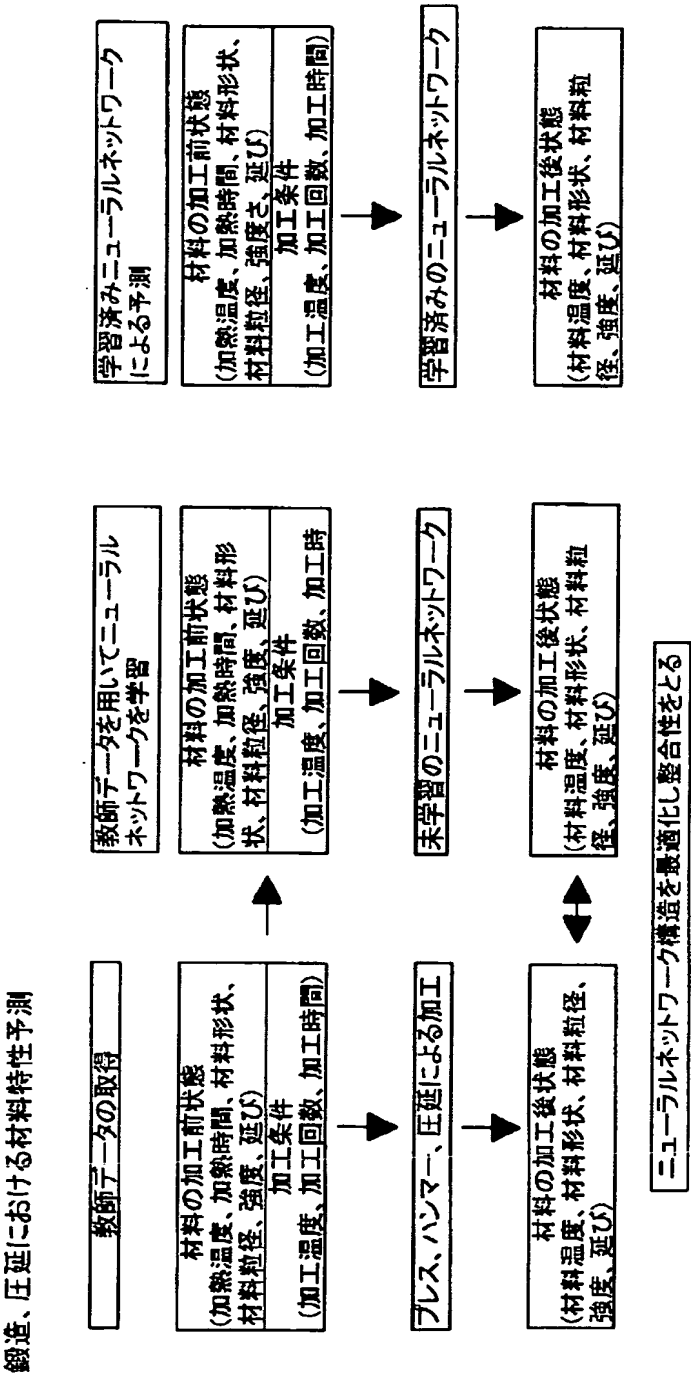 鍛造、圧延における材料特性予測
教師データの取得
材料の加工前状態
(加熱温度、加熱時間、材料形状、
材料粒径、強度、延び)
加工条件
(加工温度、加工回数、加工時間)
プレス、ハンマー、圧延による加工
材料の加工後状態
(材料温度、材料形状、材料粒径、
強度、延び)
教師データを用いてニューラル
ネットワークを学習
材料の加工前状態
(加熱温度、加熱時間、材料形
状、材料粒径、強度、延び)
加工条件
(加工温度、加工回数、加工時
未学習のニューラルネットワーク
材料の加工後状態
(材料温度、材料形状、材料粒
径、強度、延び)
ニューラルネットワーク構造を最適化し整合性をとる
学習済みニューラルネットワーク
による予測
材料の加工前状態
(加熱温度、加熱時間、材料形状、
材料粒径、強度さ、延び)
加工条件
(加工温度、加工回数、加工時間)
学習済みのニューラルネットワーク
材料の加工後状態
(材料温度、材料形状、材料粒
径、強度、延び)